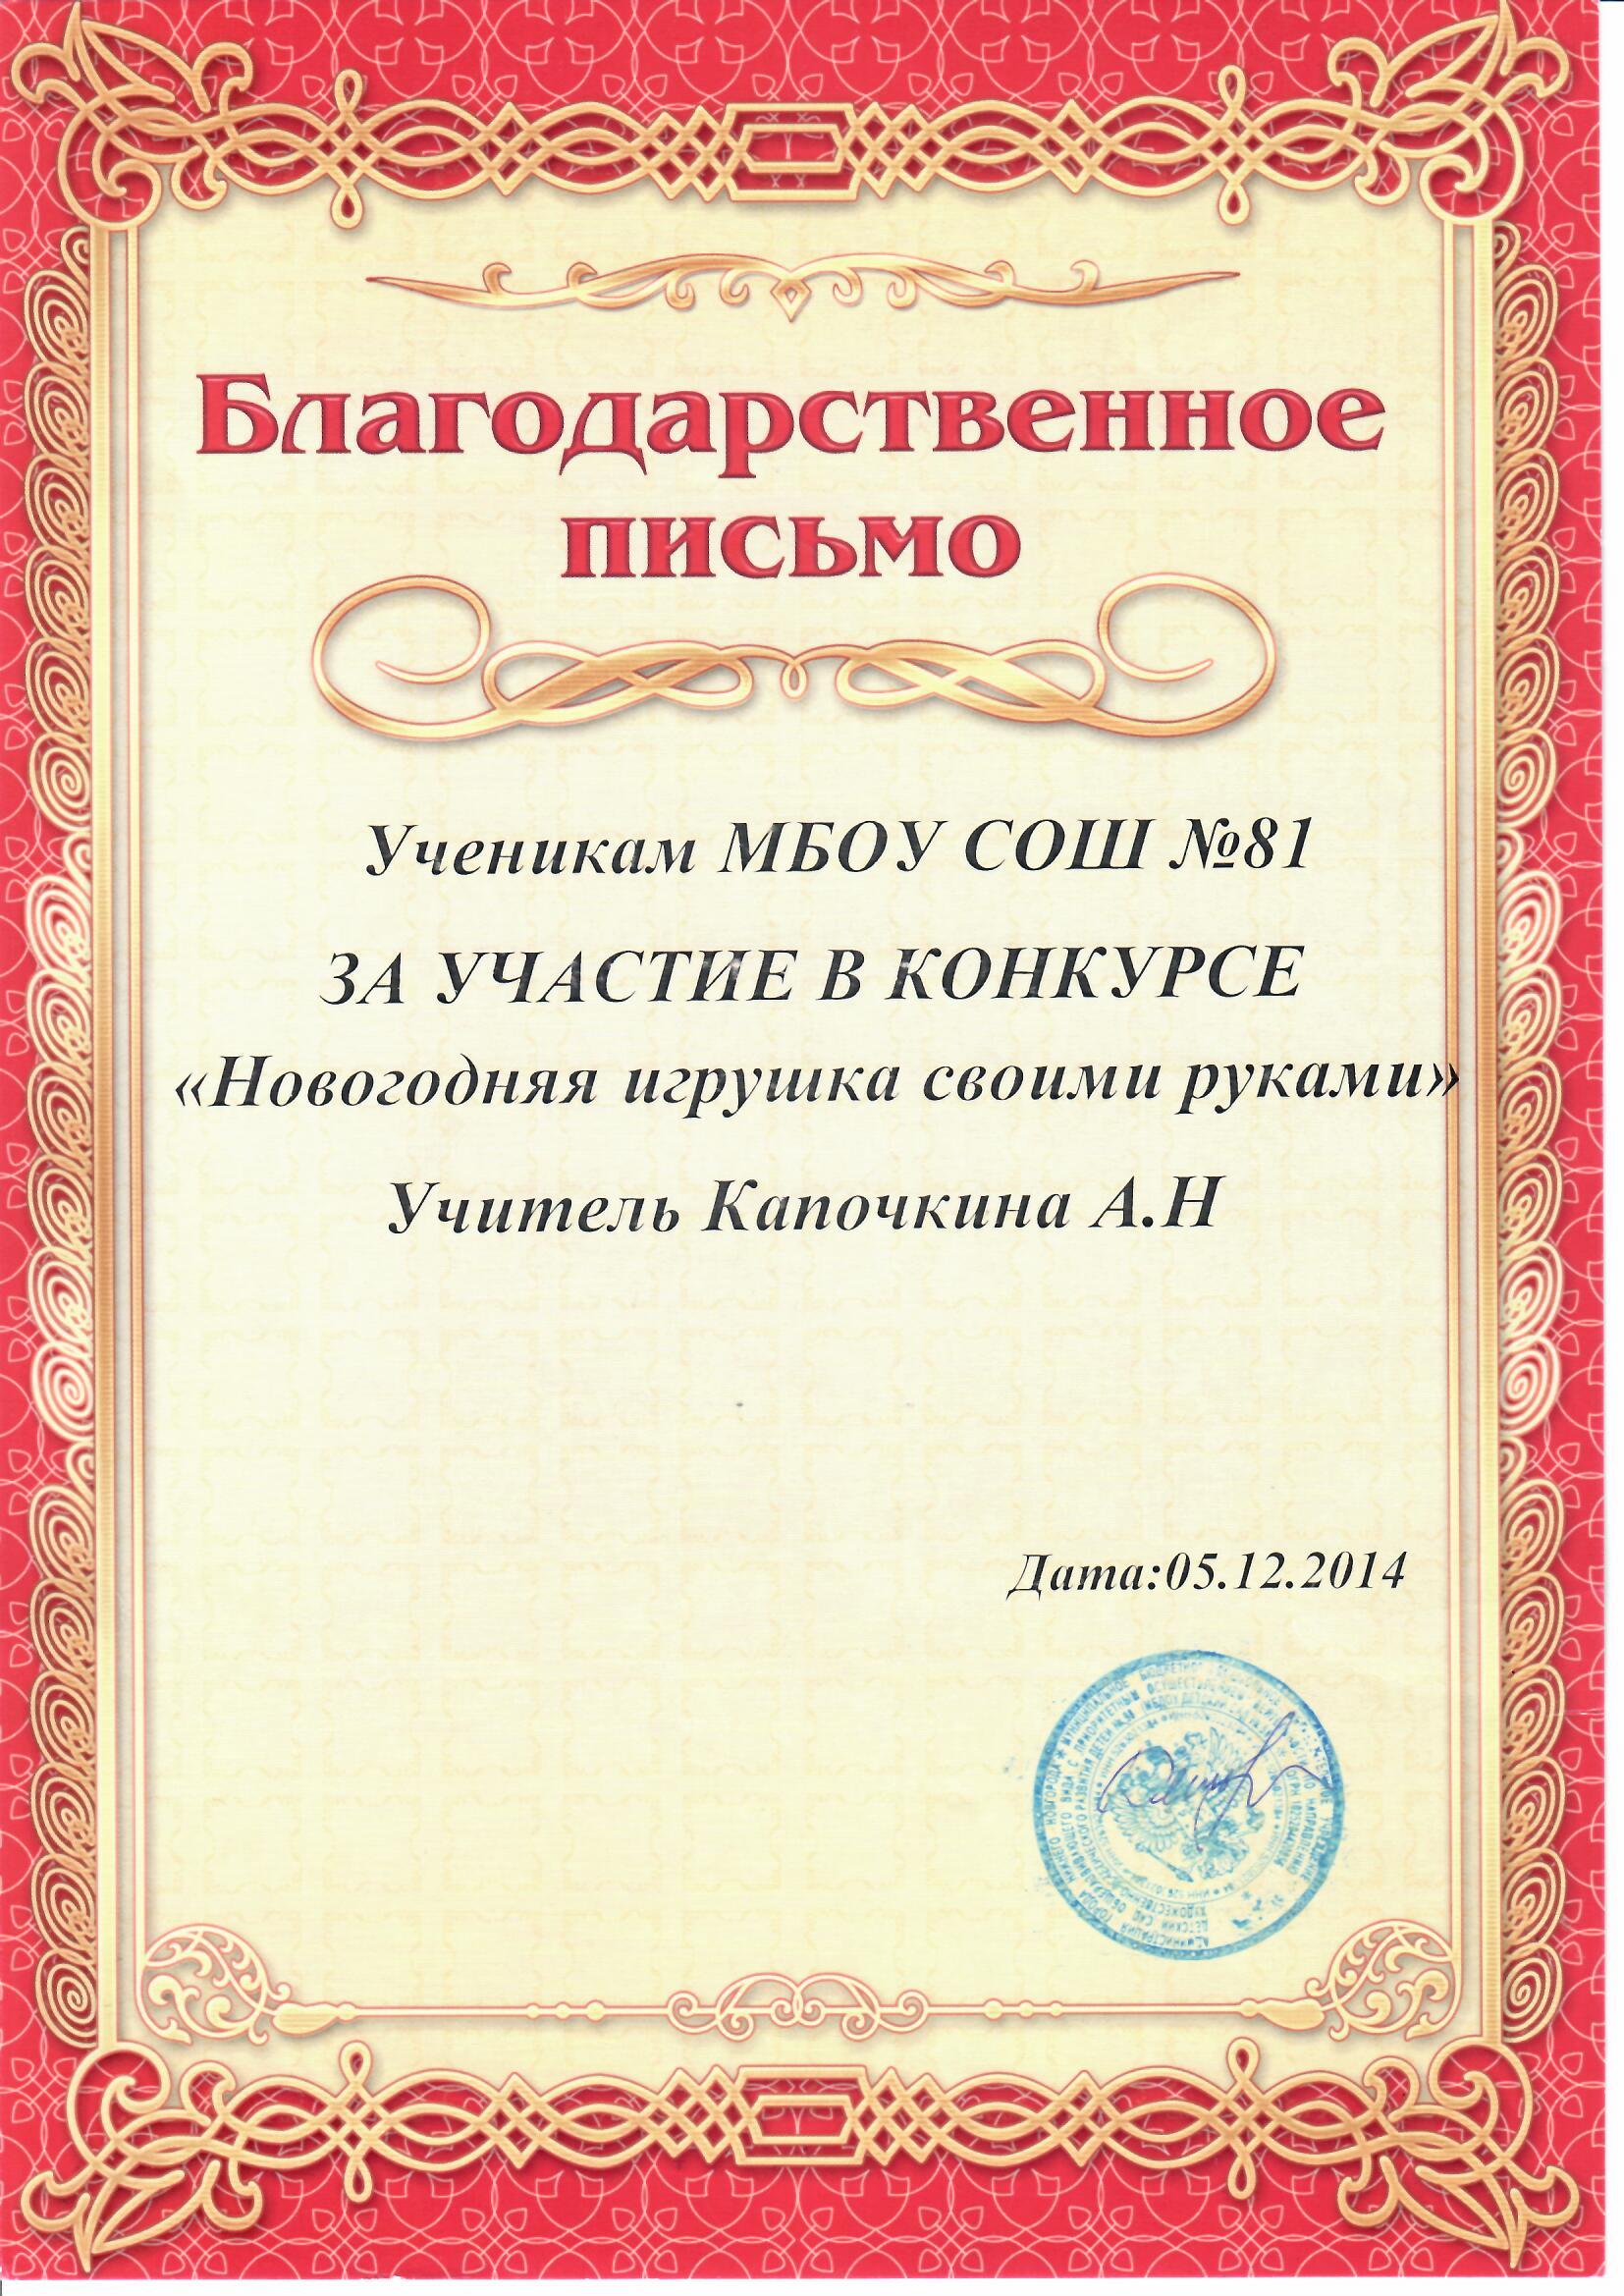 Благодарственное
письмо
Ученикам МБОУ СОШ №81
ЗА УЧАСТИЕ В КОНКУРСЕ
«Новогодняя игрушка своими руками»
Учитель Капочкина А.Н
Дата:05.12.2014